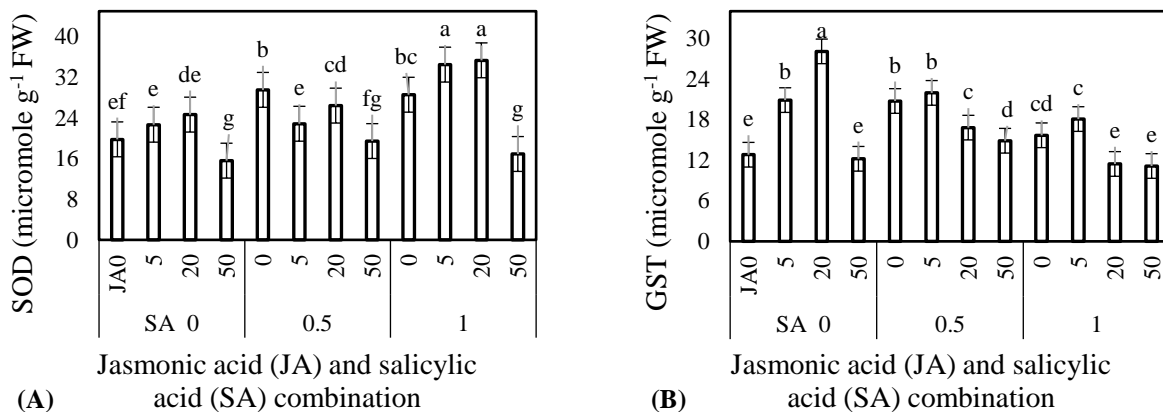 SOD (micromole g-1 FW)
40
32
24
16
8
0
ef e de g b e cd fg bc a a g
JA0 5 20 50 0 5 20 50 0 5 20 50
SA 0 0.5 1
Jasmonic acid (JA) and salicylic
(A) acid (SA) combination
GST (micromole g-1 FW)
30
24
18
12
6
0
e b a e b b c d cd c e e
JA0 5 20 50 0 5 20 50 0 5 20 50
SA 0 0.5 1
Jasmonic acid (JA) and salicylic
(B) acid (SA) combination